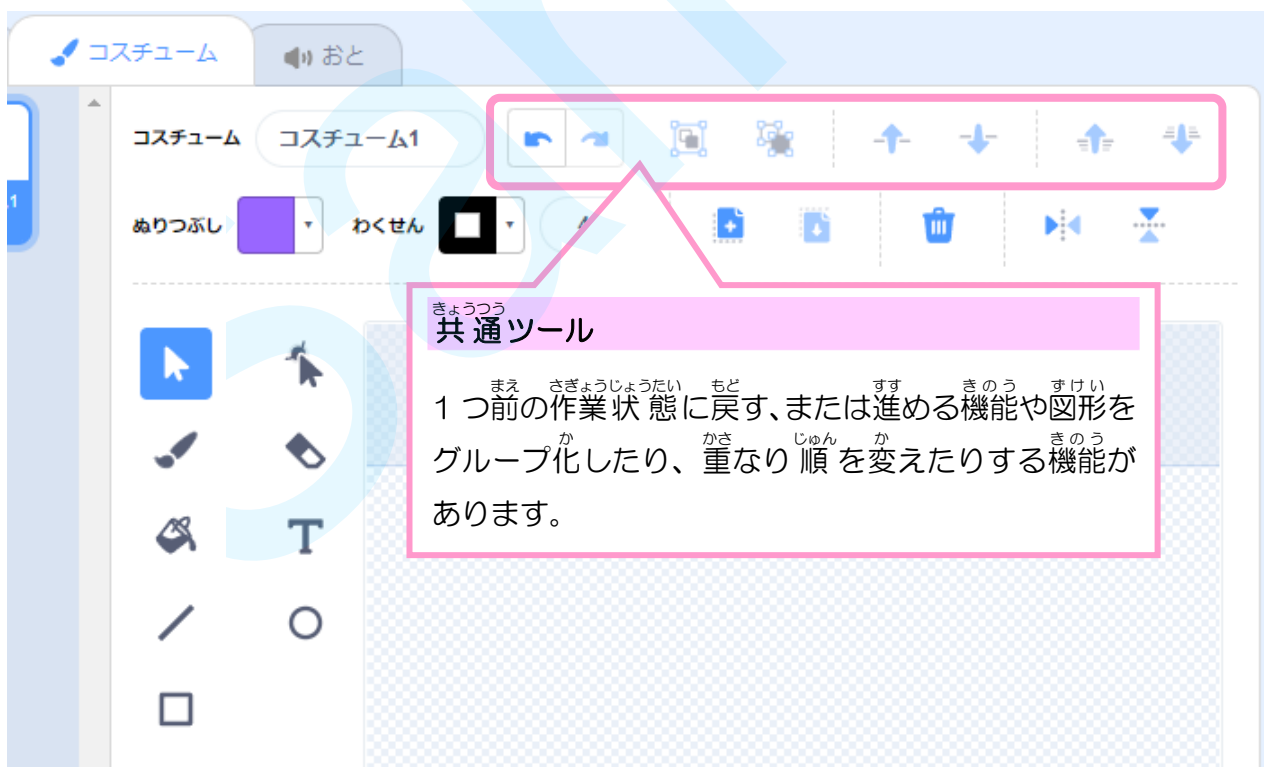 コスチューム おと
コスチューム コスチューム1
1
ぬりつぶし わくせん
きょうつう
共通ツール
まえ さぎょうじょうたい もど すす きのう ずけい
1つ前の作業状態に戻す、または進める機能や図形を
か かさ じゅん か きのう
グループ化したり、重なり順を変えたりする機能が
あります。
T